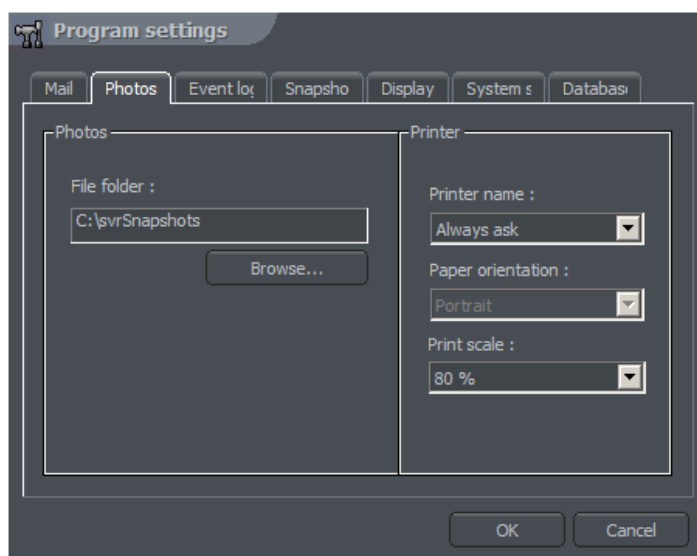 Program settings
Mail Photos Event log Snapsho Display System s Databas
Photos
File folder :
C:\svrSnapshots
Browse...
Printer
Printer name :
Always ask
Paper orientation :
Portrait
Print scale :
80 %
OK Cancel